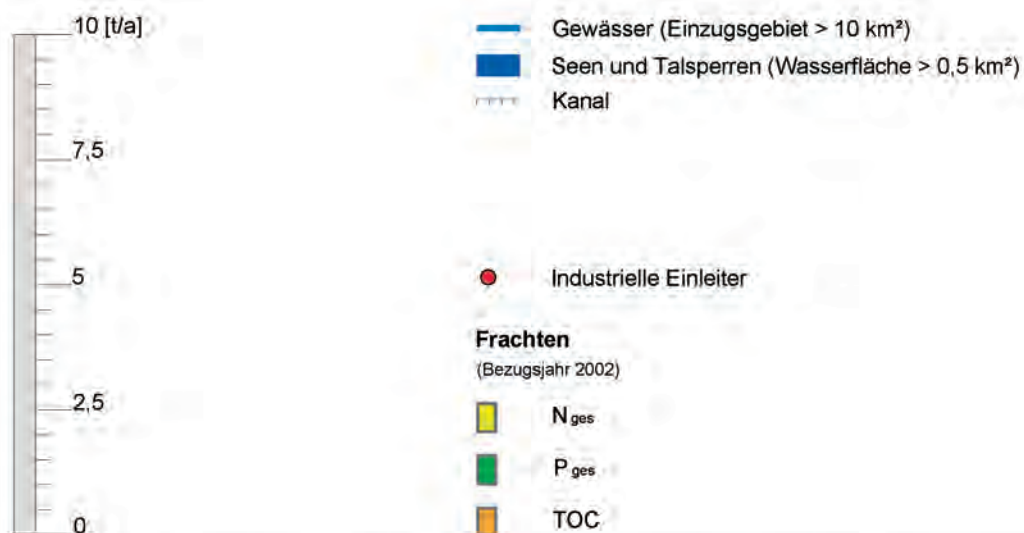 10 [t/a]
7,5
5
2,5
0
Gewässer (Einzugsgebiet > 10 km²)
Seen und Talsperren (Wasserfläche > 0,5 km²)
Kanal
Industrielle Einleiter
Frachten
(Bezugsjahr 2002)
N ges
P ges
TOC